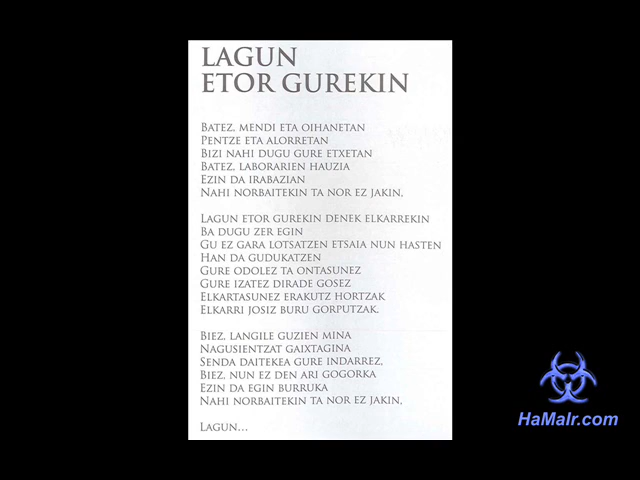 LAGUN
ETOR GUREKIN
BATEZ, MENDI ETA OIHANETAN
PENTZE ETA ALORRETAN
BIZI NAHI DUGU GURE ETXETAN
BATEZ, LABORARIEN HAUZIA
EZIN DA IRABAZIAN
NAHI NORBAITEKIN TA NOR EZ JAKIN,
LAGUN ETOR GUREKIN DENEK ELKARREKIN
BA DUGU ZER EGIN
GU EZ GARA LOTSATZEN ETSAIA NUN HASTEN
HAN DA GUDUKATZEN
GURE ODOLEZ TA ONTASUNEZ
GURE IZATEZ DIRADE GOSEZ
ELKARTASUNEZ ERAKUTZ HORTZAK
ELKARRI JOSIZ BURU GORPUTZAK.
BIEZ, LANGILE GUZIEN MINA
NAGUSIENTZAT GAIXTAGINA
SENDA DAITEKEA GURE INDARREZ,
BIEZ, NUN EZ DEN ARI GOGORKA
EZIN DA EGIN BURRUKA
NAHI NORBAITEKIN TA NOR EZ JAKIN,
LAGUN...
HaMaIr.com